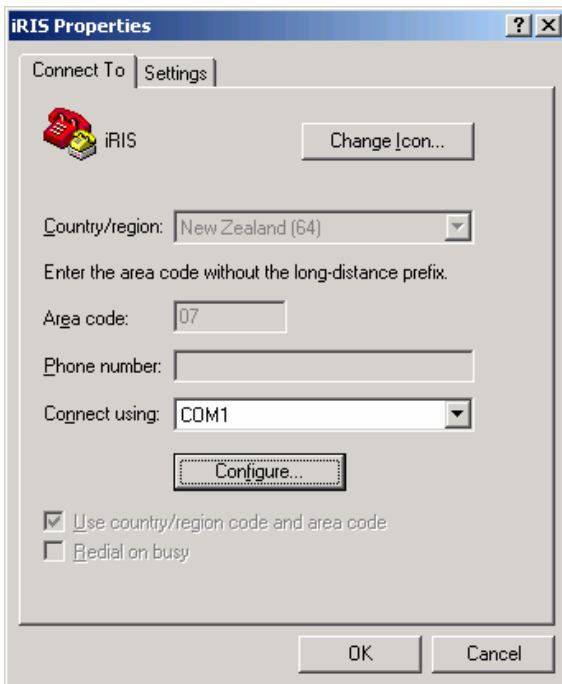 iRIS Properties
Connect To Settings
iRIS
Change Icon...
Country/region: New Zealand (64)
Enter the area code without the long-distance prefix.
Area code: 07
Phone number:
Connect using: COM1
Configure...
Use country/region code and area code
Redial on busy
OK Cancel